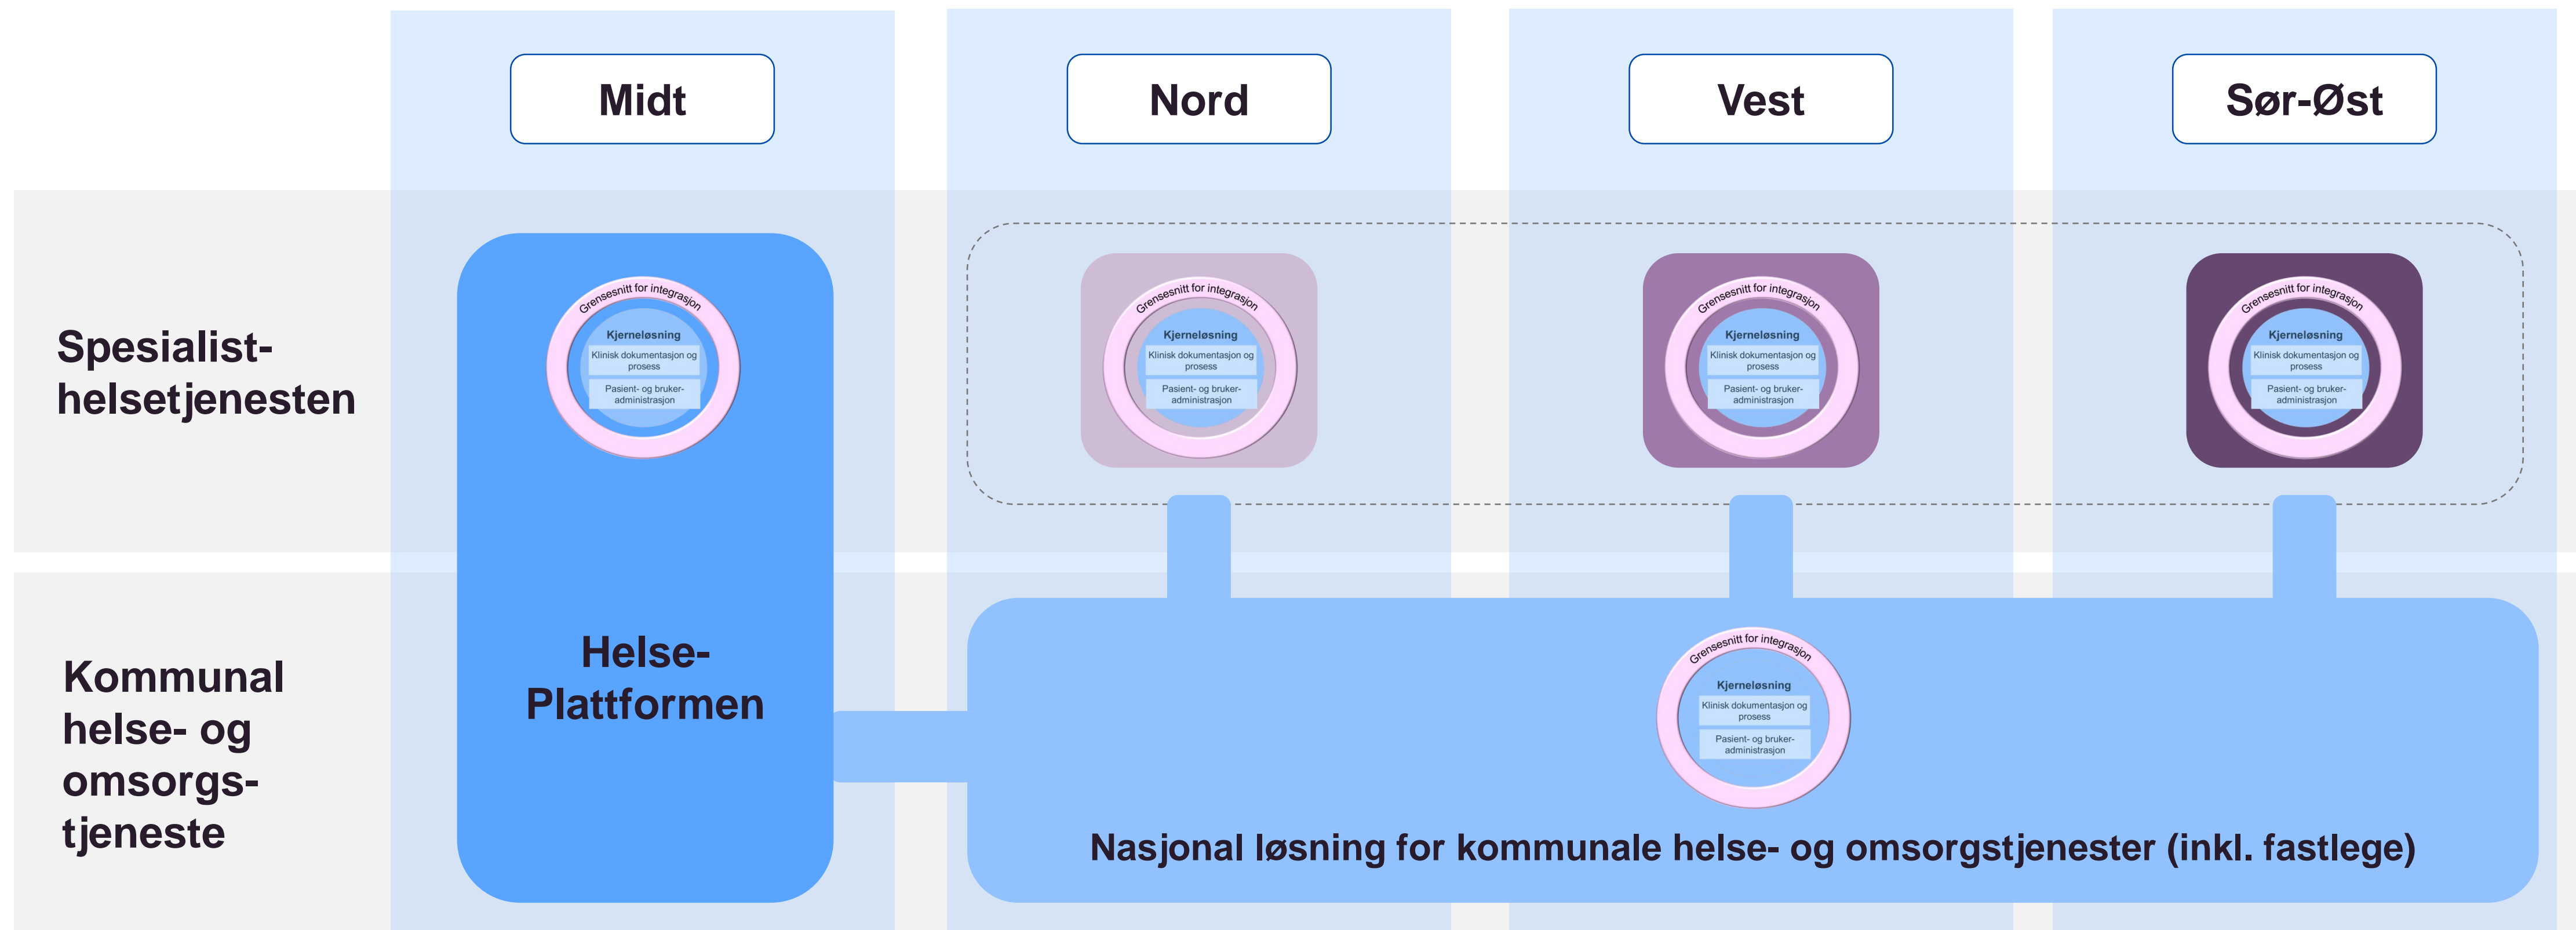 Midt
Nord
Vest
Sør-Øst
Spesialist-
helsetjenesten
Grensesnitt for integrasjon
Kjerneløsning
Klinisk dokumentasjon og
prosess
Pasient- og bruker-
administrasjon
Grensesnitt for integrasjon
Kjerneløsning
Klinisk dokumentasjon og
prosess
Pasient- og bruker-
administrasjon
Grensesnitt for integrasjon
Kjerneløsning
Klinisk dokumentasjon og
prosess
Pasient- og bruker-
administrasjon
Grensesnitt for integrasjon
Kjerneløsning
Klinisk dokumentasjon og
prosess
Pasient- og bruker-
administrasjon
Kommunal
helse- og
omsorgs-
tjeneste
Helse-
Plattformen
Grensesnitt for integrasjon
Kjerneløsning
Klinisk dokumentasjon og
prosess
Pasient- og bruker-
administrasjon
Nasjonal løsning for kommunale helse- og omsorgstjenester (inkl. fastlege)